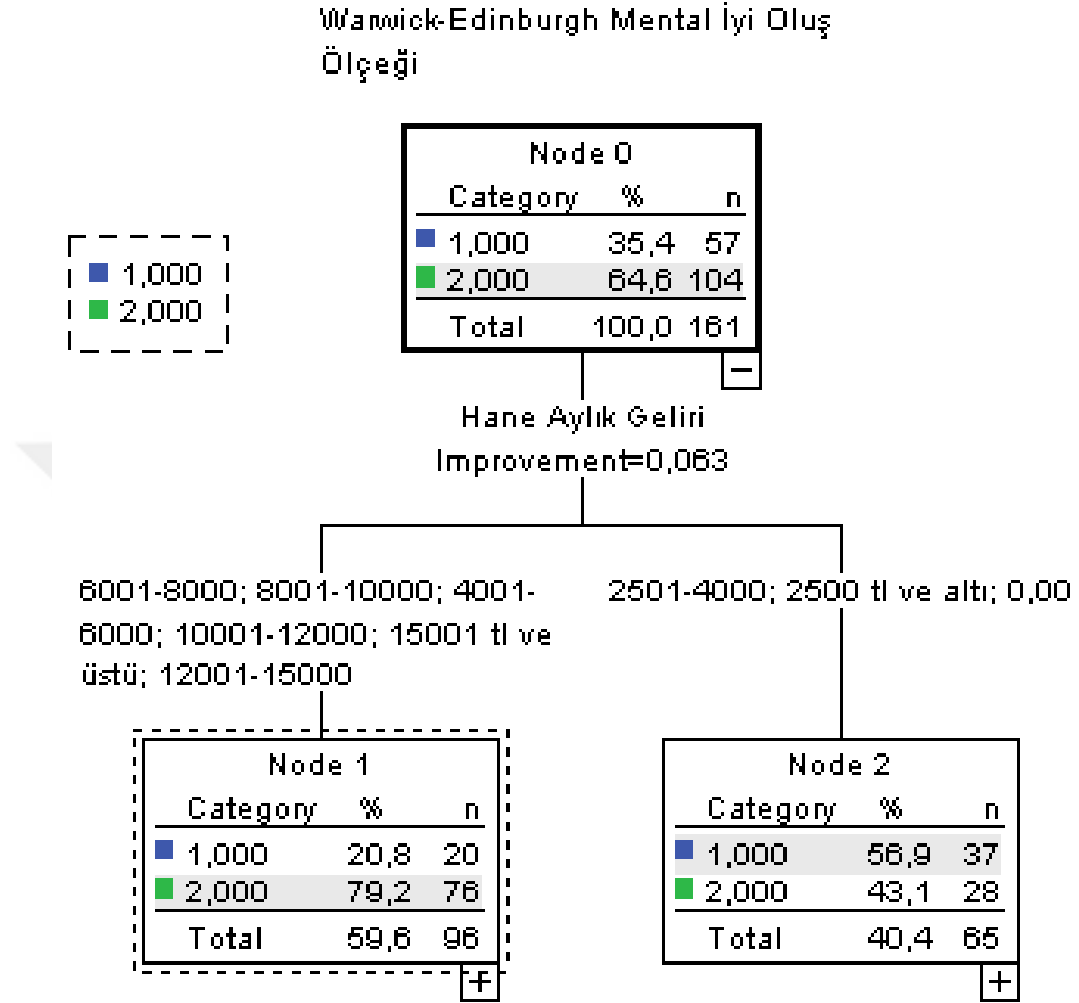 Warwick-Edinburgh Mental İyi Oluş
Ölçeği
Node 0
Category % n
1,000 35,4 57
2,000 64,6 104
Total 100,0 161
1,000
2,000
Hane Aylık Geliri
Improvement=0,063
6001-8000; 8001-10000; 4001-
6000; 10001-12000; 15001 tl ve
üstü; 12001-15000
2501-4000; 2500 tl ve altı; 0,00
Node 1
Category % n
1,000 20,8 20
2,000 79,2 76
Total 59,6 96
Node 2
Category % n
1,000 56,9 37
2,000 43,1 28
Total 40,4 65